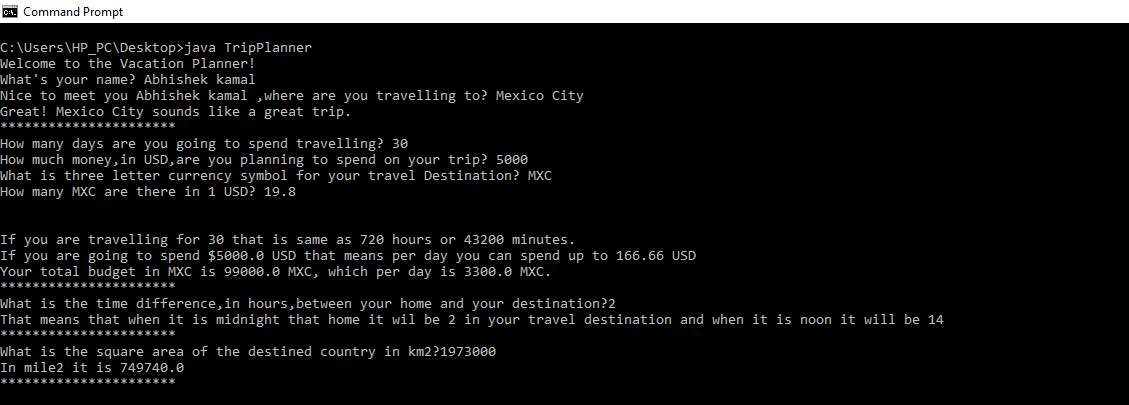 Command Prompt
C:\Users\HP_PC\Desktop>java TripPlanner
Welcome to the Vacation Planner!
What's your name? Abhishek kamal
Nice to meet you Abhishek kamal ,where are you travelling to? Mexico City
Great! Mexico City sounds like a great trip.
**********************
How many days are you going to spend travelling? 30
How much money,in USD,are you planning to spend on your trip? 5000
What is three letter currency symbol for your travel Destination? MXC
How many MXC are there in 1 USD? 19.8
If you are travelling for 30 that is same as 720 hours or 43200 minutes.
If you are going to spend $5000.0 USD that means per day you can spend up to 166.66 USD
Your total budget in MXC is 99000.0 MXC, which per day is 3300.0 MXC.
**********************
What is the time difference,in hours,between your home and your destination?2
That means that when it is midnight that home it wil be 2 in your travel destination and when it is noon it will be 14
**********************
What is the square area of the destined country in km2?1973000
In mile2 it is 749740.0
**********************